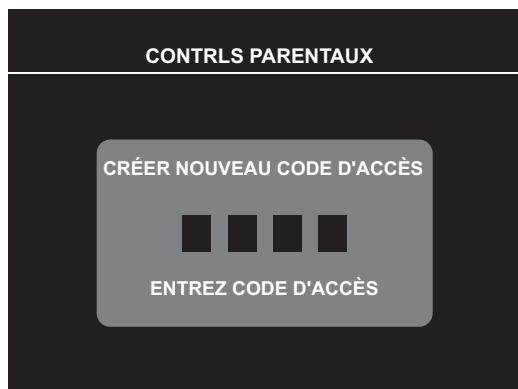 CONTRLS PARENTAUX
CRÉER NOUVEAU CODE D'ACCÈS
ENTREZ CODE D'ACCÈS